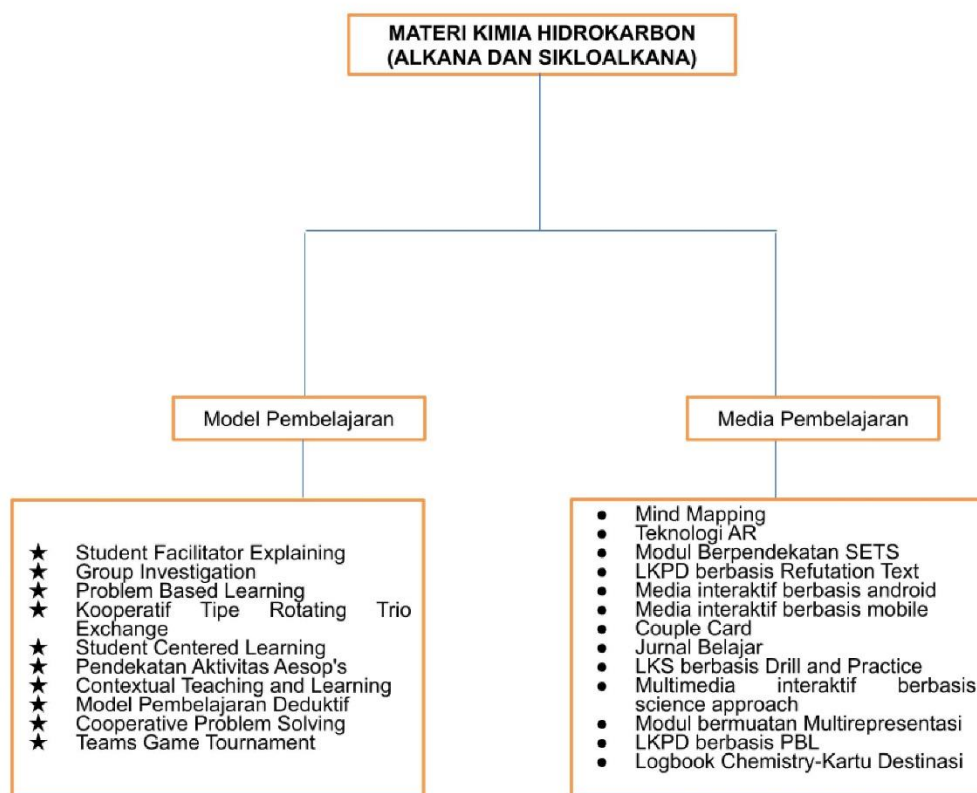 MATERI KIMIA HIDROKARBON
(ALKANA DAN SIKLOALKANA)
Model Pembelajaran
Media Pembelajaran
★ Student Facilitator Explaining
★ Group Investigation
★ Problem Based Learning
★ Kooperatif Tipe Rotating Trio
Exchange
★ Student Centered Learning
★ Pendekatan Aktivitas Aesop's
★ Contextual Teaching and Learning
★ Model Pembelajaran Deduktif
★ Cooperative Problem Solving
★ Teams Game Tournament
● Mind Mapping
● Teknologi AR
● Modul Berpendekatan SETS
● LKPD berbasis Refutation Text
● Media interaktif berbasis android
● Media interaktif berbasis mobile
● Couple Card
● Jurnal Belajar
● LKS berbasis Drill and Practice
● Multimedia interaktif berbasis
science approach
● Modul bermuatan Multirepresentasi
● LKPD berbasis PBL
● Logbook Chemistry-Kartu Destinasi